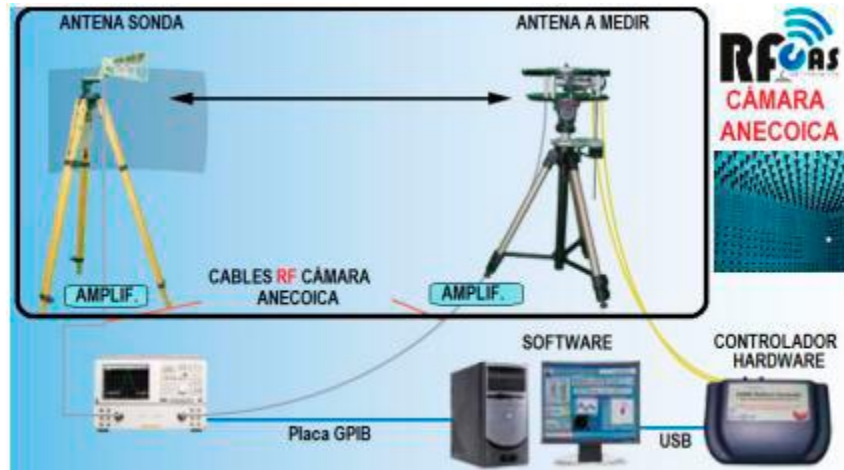 ANTENA SONDA
ANTENA A MEDIR
RF CAS
CÁMARA
ANECOICA
CABLES RF CÁMARA
ANECOICA
AMPLIF.
AMPLIF.
SOFTWARE
CONTROLADOR
HARDWARE
Placa GPIB
USB